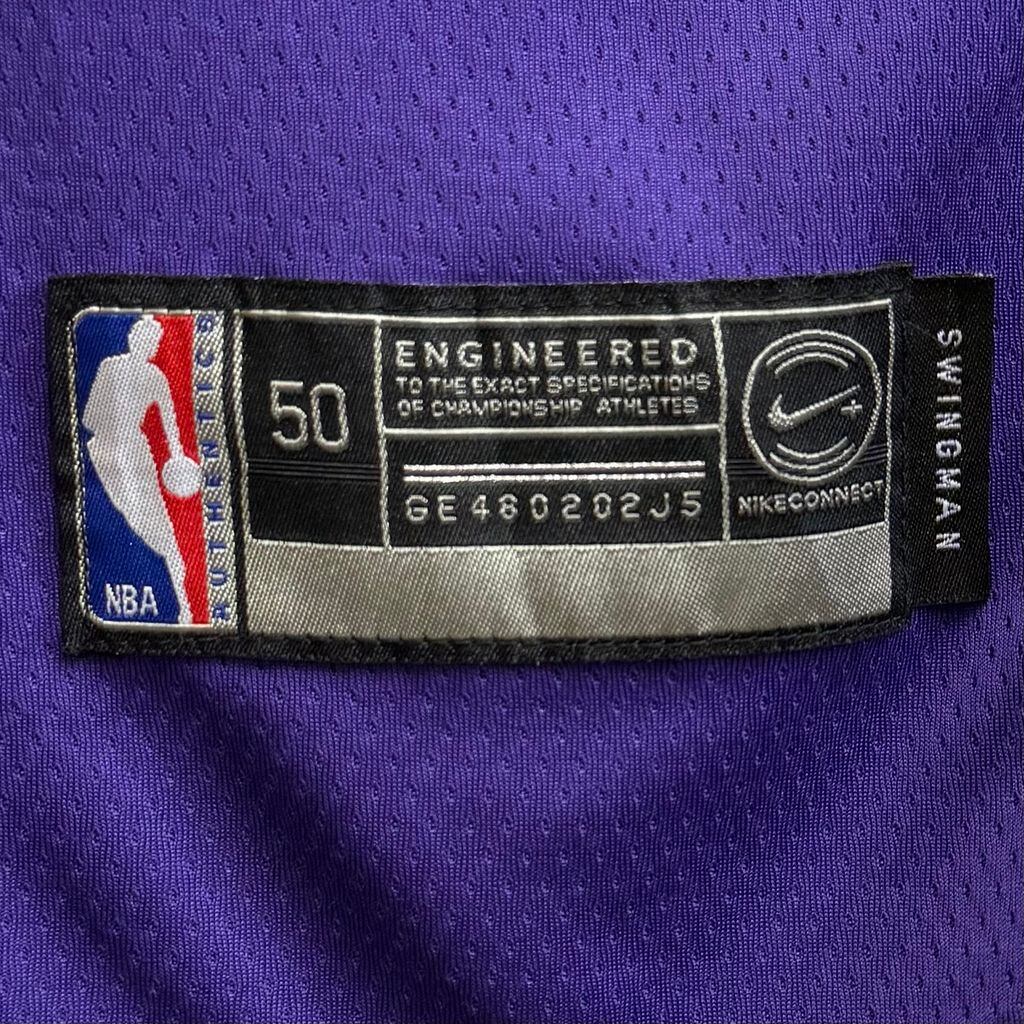 NBA
AUTHENTICS
50
ENGINEERED
TO THE EXACT SPECIFICATIONS
OF CHAMPIONSHIP ATHLETES
GE480202J5
NIKECONNECT
SWINGMAN